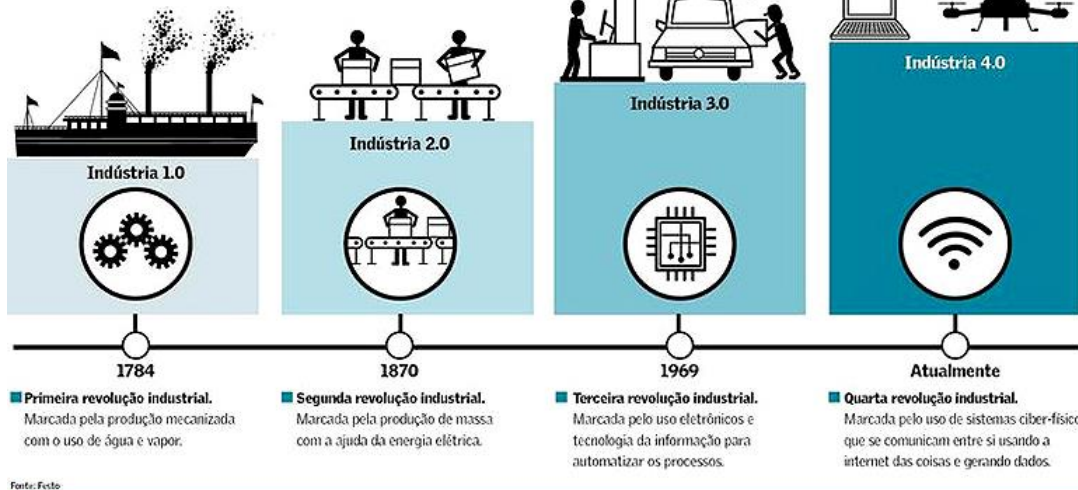 Indústria 1.0
Indústria 2.0
Indústria 3.0
Indústria 4.0
1784
1870
1969
Atualmente
Primeira revolução industrial.
Marcada pela produção mecanizada
com o uso de água e vapor.
Segunda revolução industrial.
Marcada pela produção de massa
com a ajuda da energia elétrica.
Terceira revolução industrial.
Marcada pelo uso eletrônicos e
tecnologia da informação para
automatizar os processos.
Quarta revolução industrial.
Marcada pelo uso de sistemas ciber-físico
que se comunicam entre si usando a
internet das coisas e gerando dados.
Fonte: Festo